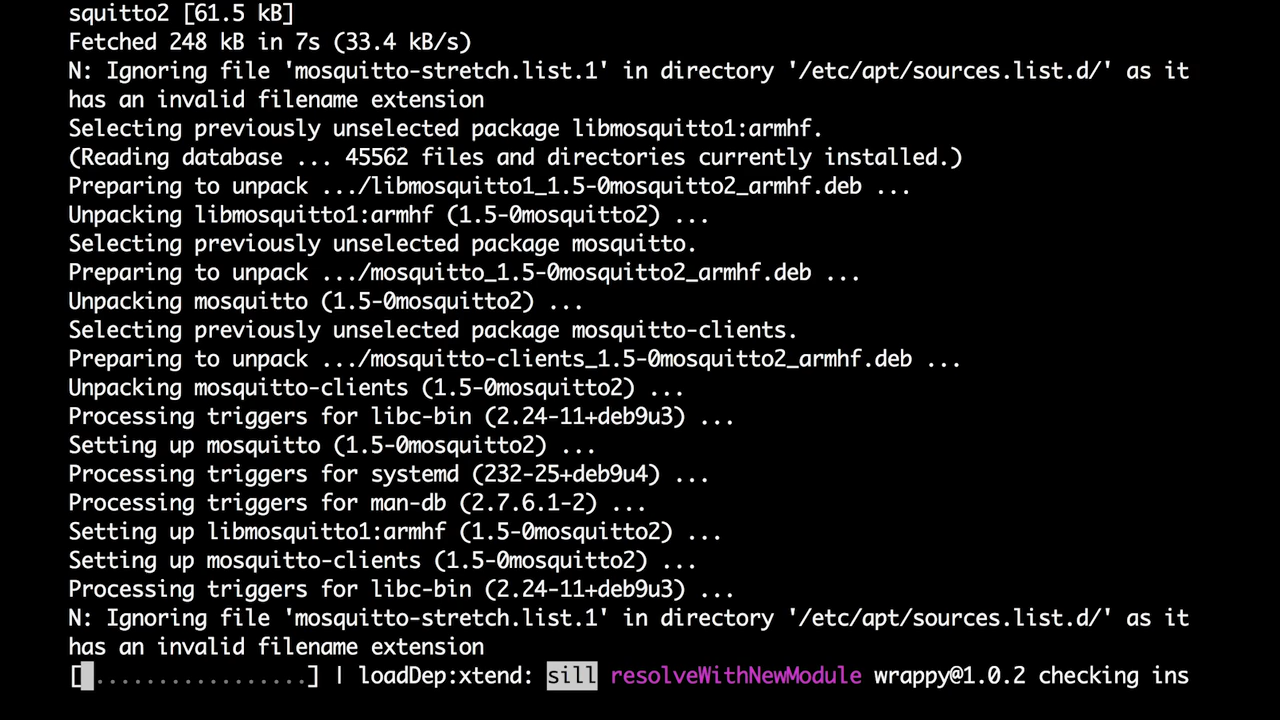 squitto2 [61.5 kB]
Fetched 248 kB in 7s (33.4 kB/s)
N: Ignoring file 'mosquitto-stretch.list.1' in directory '/etc/apt/sources.list.d/' as it
has an invalid filename extension
Selecting previously unselected package libmosquitto1:armhf.
(Reading database ... 45562 files and directories currently installed.)
Preparing to unpack .../libmosquitto1_1.5-0mosquitto2_armhf.deb ...
Unpacking libmosquitto1:armhf (1.5-0mosquitto2) ...
Selecting previously unselected package mosquitto.
Preparing to unpack .../mosquitto_1.5-0mosquitto2_armhf.deb ...
Unpacking mosquitto (1.5-0mosquitto2) ...
Selecting previously unselected package mosquitto-clients.
Preparing to unpack .../mosquitto-clients_1.5-0mosquitto2_armhf.deb ...
Unpacking mosquitto-clients (1.5-0mosquitto2) ...
Processing triggers for libc-bin (2.24-11+deb9u3) ...
Setting up mosquitto (1.5-0mosquitto2) ...
Processing triggers for systemd (232-25+deb9u4) ...
Processing triggers for man-db (2.7.6.1-2) ...
Setting up libmosquitto1:armhf (1.5-0mosquitto2) ...
Setting up mosquitto-clients (1.5-0mosquitto2) ...
Processing triggers for libc-bin (2.24-11+deb9u3) ...
N: Ignoring file 'mosquitto-stretch.list.1' in directory '/etc/apt/sources.list.d/' as it
has an invalid filename extension
[ .................] | loadDep:xtend: sill resolveWithNewModule wrappy@1.0.2 checking ins